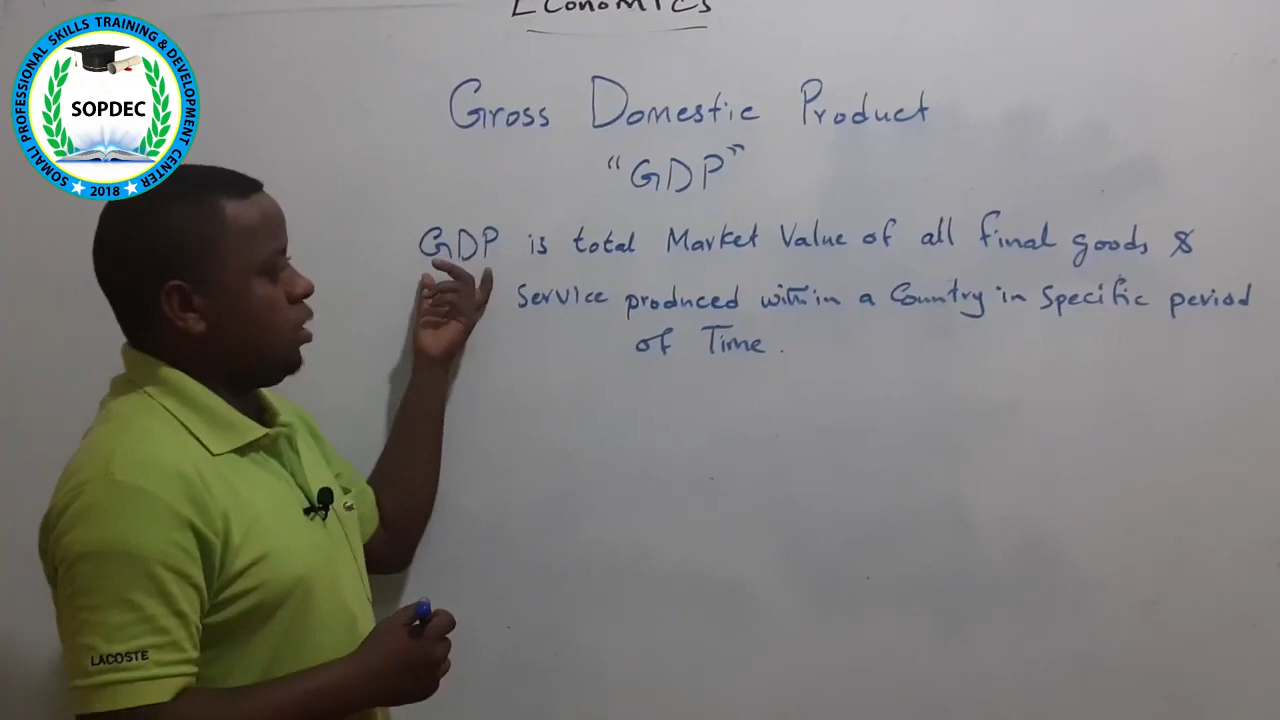 Economics
Gross Domestic Product
"GDP"
GDP is total Market Value of all final goods &
Service produced within a Country in Specific period
of Time.
SOMALI PROFESSIONAL SKILLS TRAINING & DEVELOPMENT CENTER
SOPDEC
2018
LACOSTE